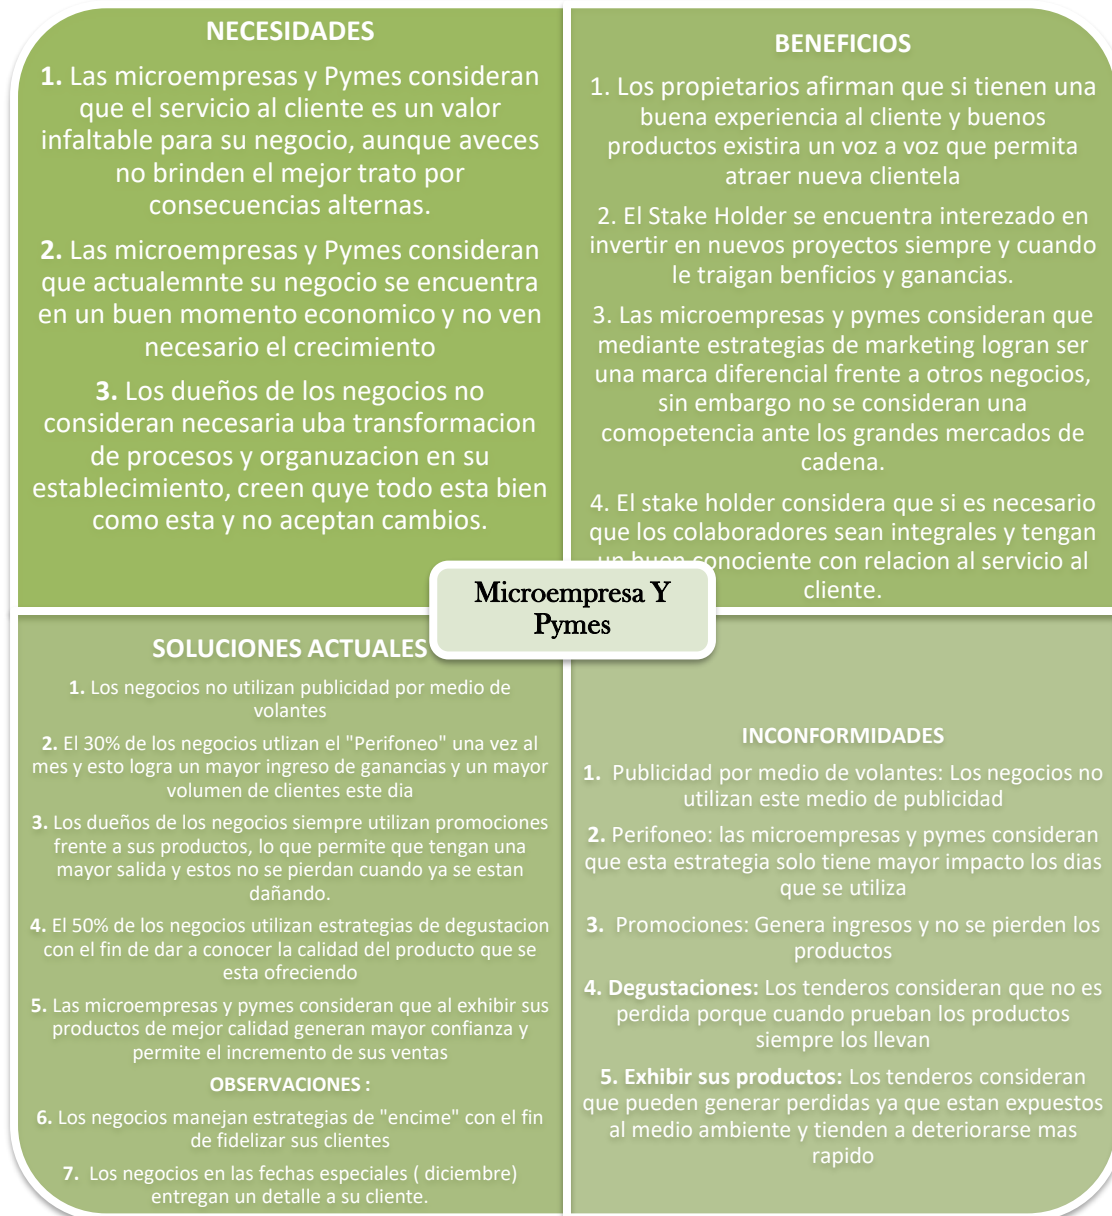 NECESIDADES
1. Las microempresas y Pymes consideran
que el servicio al cliente es un valor
infaltable para su negocio, aunque aveces
no brinden el mejor trato por
consecuencias alternas.
2. Las microempresas y Pymes consideran
que actualemnte su negocio se encuentra
en un buen momento economico y no ven
necesario el crecimiento
3. Los dueños de los negocios no
consideran necesaria uba transformacion
de procesos y organuzacion en su
establecimiento, creen quye todo esta bien
como esta y no aceptan cambios.
BENEFICIOS
1. Los propietarios afirman que si tienen una
buena experiencia al cliente y buenos
productos existira un voz a voz que permita
atraer nueva clientela
2. El Stake Holder se encuentra interezado en
invertir en nuevos proyectos siempre y cuando
le traigan benficios y ganancias.
3. Las microempresas y pymes consideran que
mediante estrategias de marketing logran ser
una marca diferencial frente a otros negocios,
sin embargo no se consideran una
comopetencia ante los grandes mercados de
cadena.
4. El stake holder considera que si es necesario
que los colaboradores sean integrales y tengan
un buen conociente con relacion al servicio al
cliente.
Microempresa Y
Pymes
SOLUCIONES ACTUALES
1. Los negocios no utilizan publicidad por medio de
volantes
2. El 30% de los negocios utlizan el "Perifoneo" una vez al
mes y esto logra un mayor ingreso de ganancias y un mayor
volumen de clientes este dia
3. Los dueños de los negocios siempre utilizan promociones
frente a sus productos, lo que permite que tengan una
mayor salida y estos no se pierdan cuando ya se estan
dañando.
4. El 50% de los negocios utilizan estrategias de degustacion
con el fin de dar a conocer la calidad del producto que se
esta ofreciendo
5. Las microempresas y pymes consideran que al exhibir sus
productos de mejor calidad generan mayor confianza y
permite el incremento de sus ventas
OBSERVACIONES :
6. Los negocios manejan estrategias de "encime" con el fin
de fidelizar sus clientes
7. Los negocios en las fechas especiales ( diciembre)
entregan un detalle a su cliente.
INCONFORMIDADES
1. Publicidad por medio de volantes: Los negocios no
utilizan este medio de publicidad
2. Perifoneo: las microempresas y pymes consideran
que esta estrategia solo tiene mayor impacto los dias
que se utiliza
3. Promociones: Genera ingresos y no se pierden los
productos
4. Degustaciones: Los tenderos consideran que no es
perdida porque cuando prueban los productos
siempre los llevan
5. Exhibir sus productos: Los tenderos consideran
que pueden generar perdidas ya que estan expuestos
al medio ambiente y tienden a deteriorarse mas
rapido